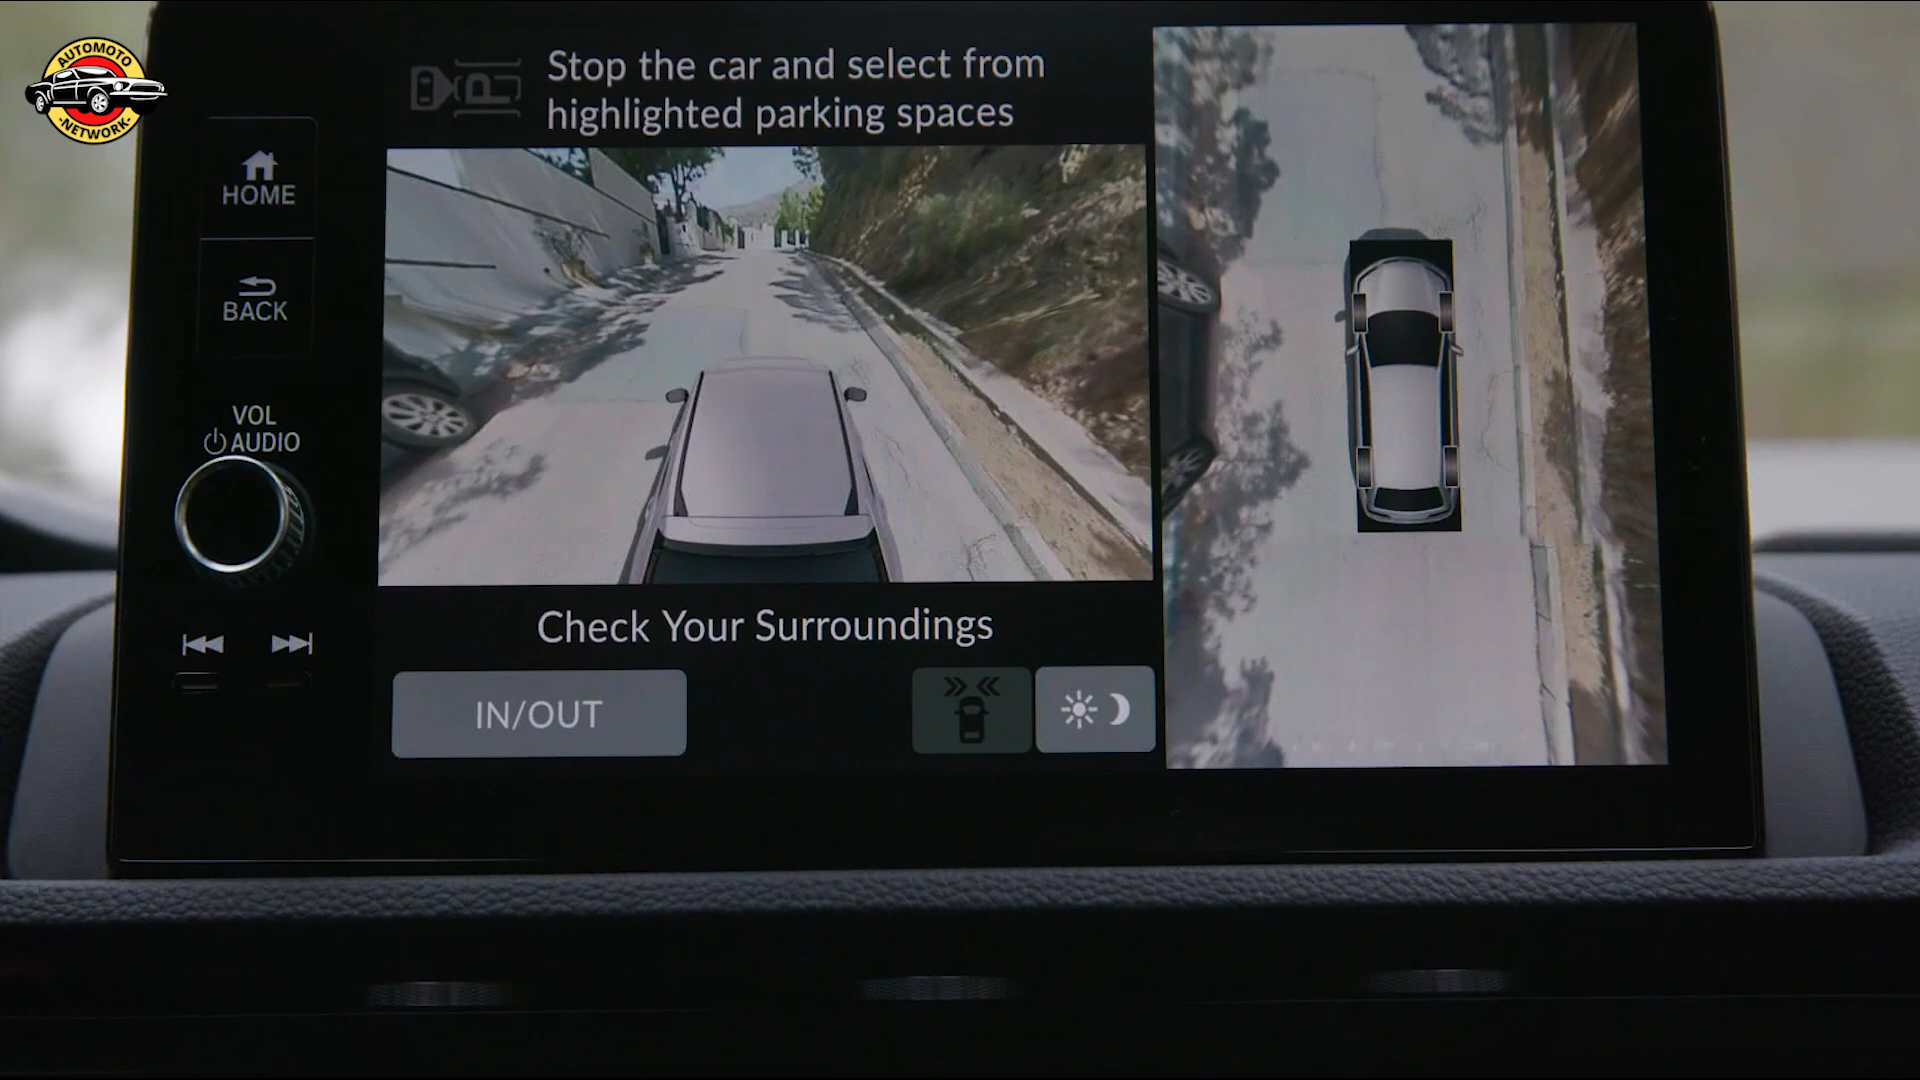 AUTOMOTO
-NETWORK-
Stop the car and select from
highlighted parking spaces
P
HOME
BACK
VOL
AUDIO
Check Your Surroundings
IN/OUT